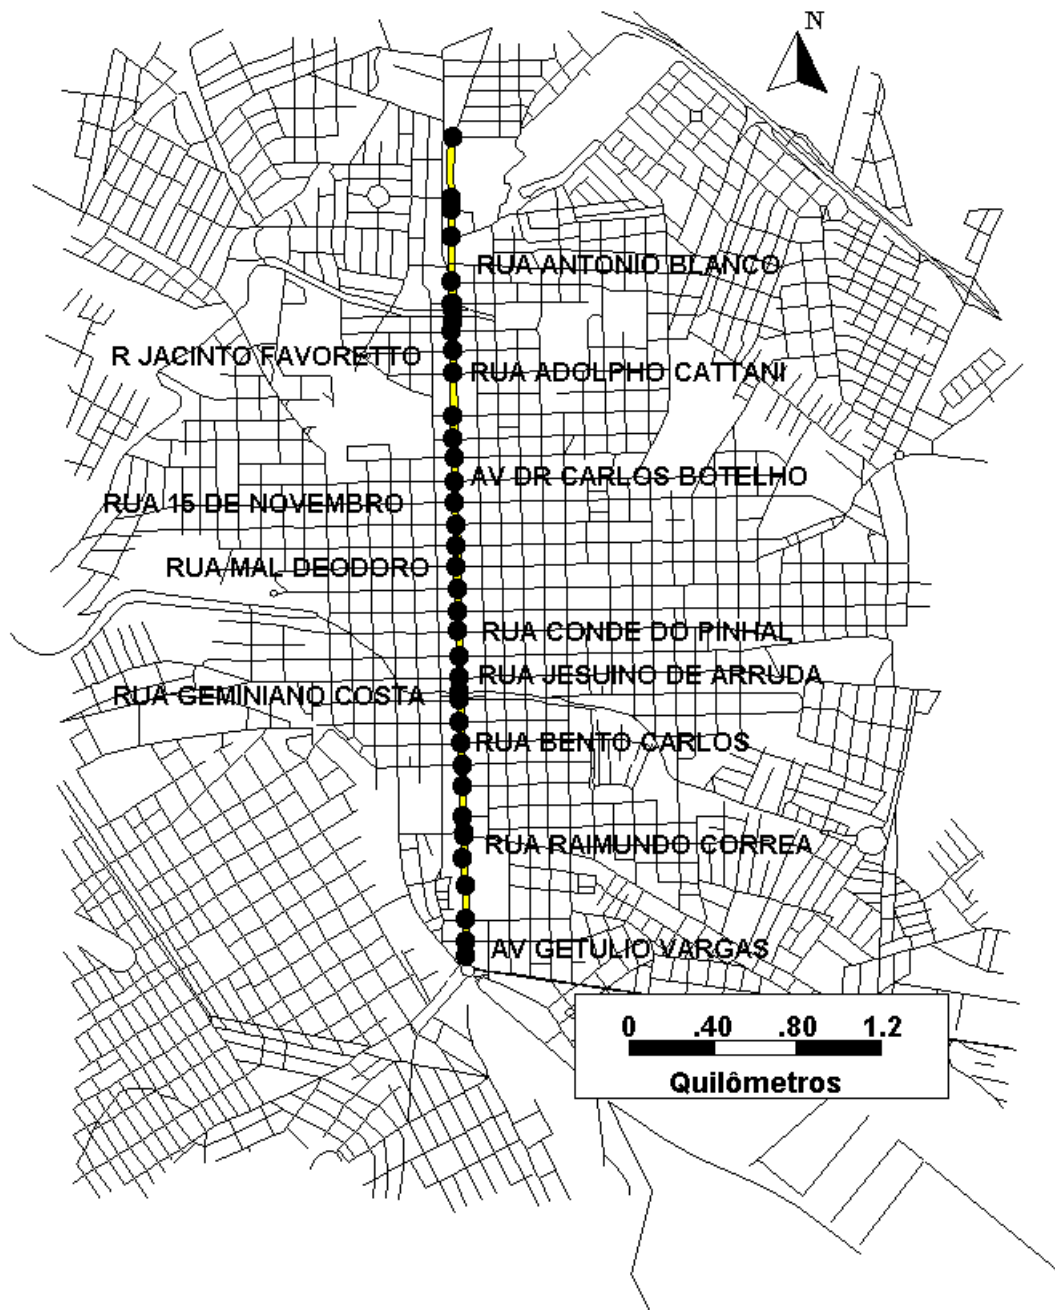 N
RUA ANTONIO BLANCO
R JACINTO FAVORETTO
RUA ADOLPHO CATTANI
AV DR CARLOS BOTELHO
RUA 15 DE NOVEMBRO
RUA MAL DEODORO
RUA CONDE DO PINHAL
RUA JESUINO DE ARRUDA
RUA GEMINIANO COSTA
RUA BENTO CARLOS
RUA RAIMUNDO CORREA
AV GETULIO VARGAS
0 .40 .80 1.2
Quilômetros